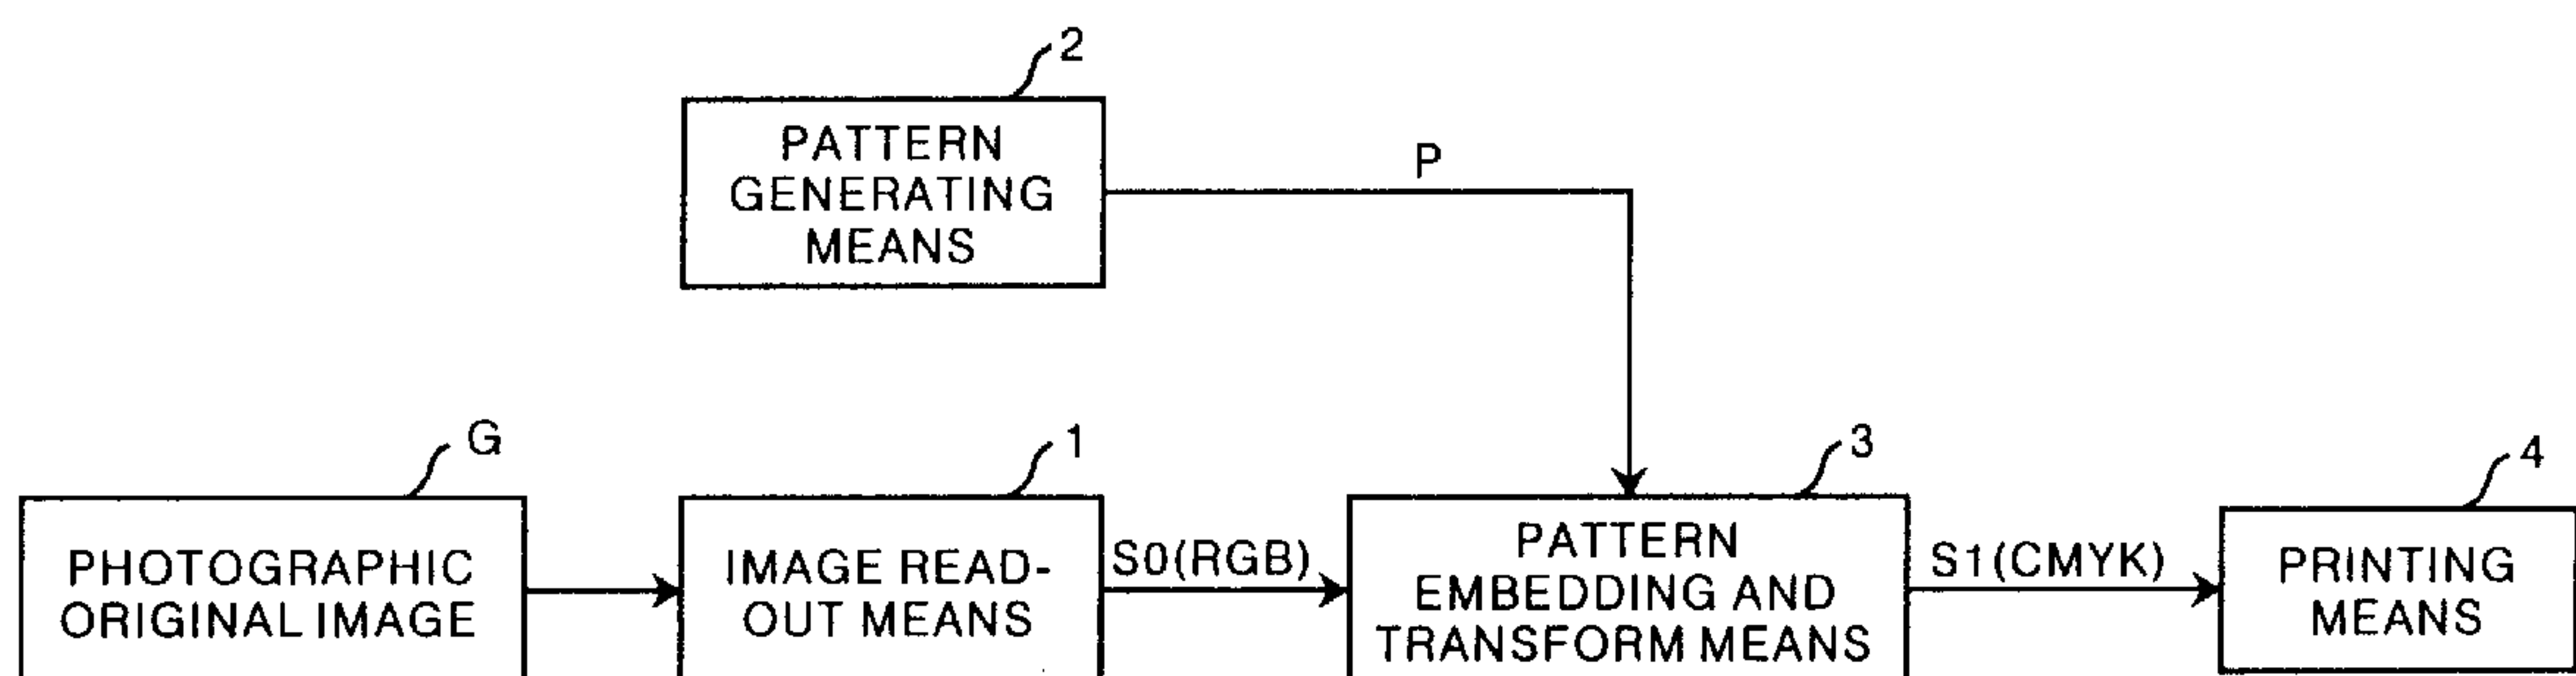 2
PATTERN
GENERATING
MEANS
P
G
PHOTOGRAPHIC
ORIGINAL IMAGE
1
IMAGE READ-
OUT MEANS
S0(RGB)
3
PATTERN
EMBEDDING AND
TRANSFORM MEANS
S1(CMYK)
4
PRINTING
MEANS